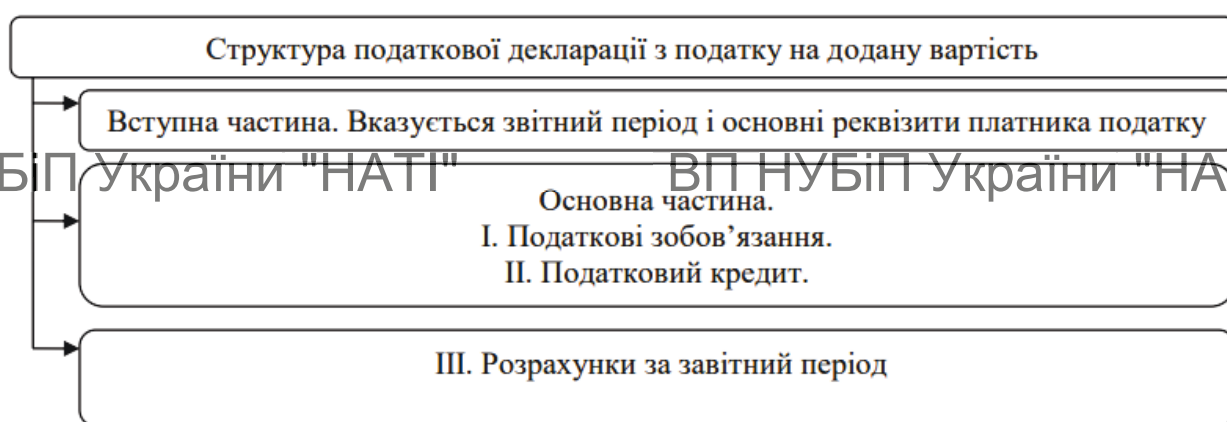 Структура податкової декларації з податку на додану вартість
Вступна частина. Вказується звітний період і основні реквізити платника податку
БіП України "НАТІ" ВП НУБіП України "НА
Основна частина.
І. Податкові зобов’язання.
ІІ. Податковий кредит.
ІІІ. Розрахунки за завітний період